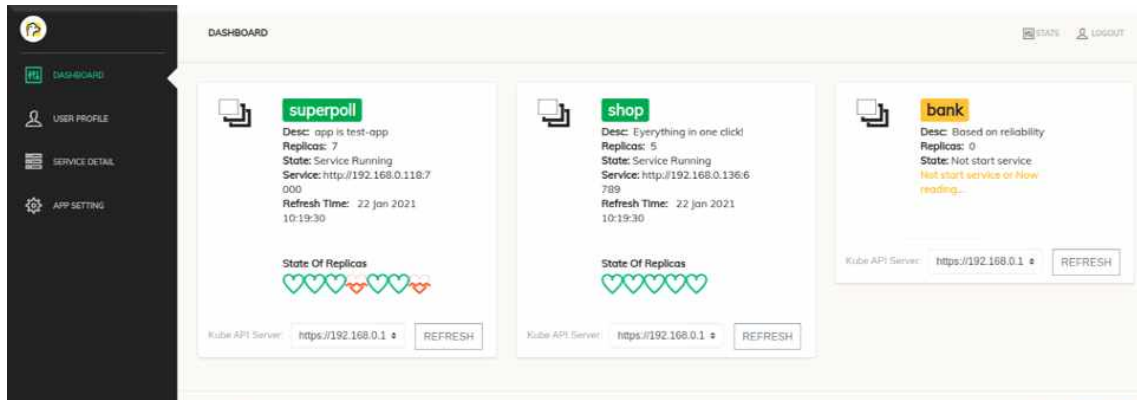 DASHBOARD
STATE
LOGOUT
DASHBOARD
USER PROFILE
SERVICE DETAIL
APP SETTING
superpoll
Desc: app is test-app
Replicas: 7
State: Service Running
Service: http://192.168.0.118:7
000
Refresh Time: 22 Jan 2021
10:19:30
State Of Replicas
Kube API Server: https://192.168.0.1 REFRESH
shop
Desc: Eyerything in one click!
Replicas: 5
State: Service Running
Service: http://192.168.0.136:6
789
Refresh Time: 22 Jan 2021
10:19:30
State Of Replicas
Kube API Server: https://192.168.0.1 REFRESH
bank
Desc: Based on reliability
Replicas: 0
State: Not start service
Not start service or Now
reading...
Kube API Server: https://192.168.0.1 REFRESH